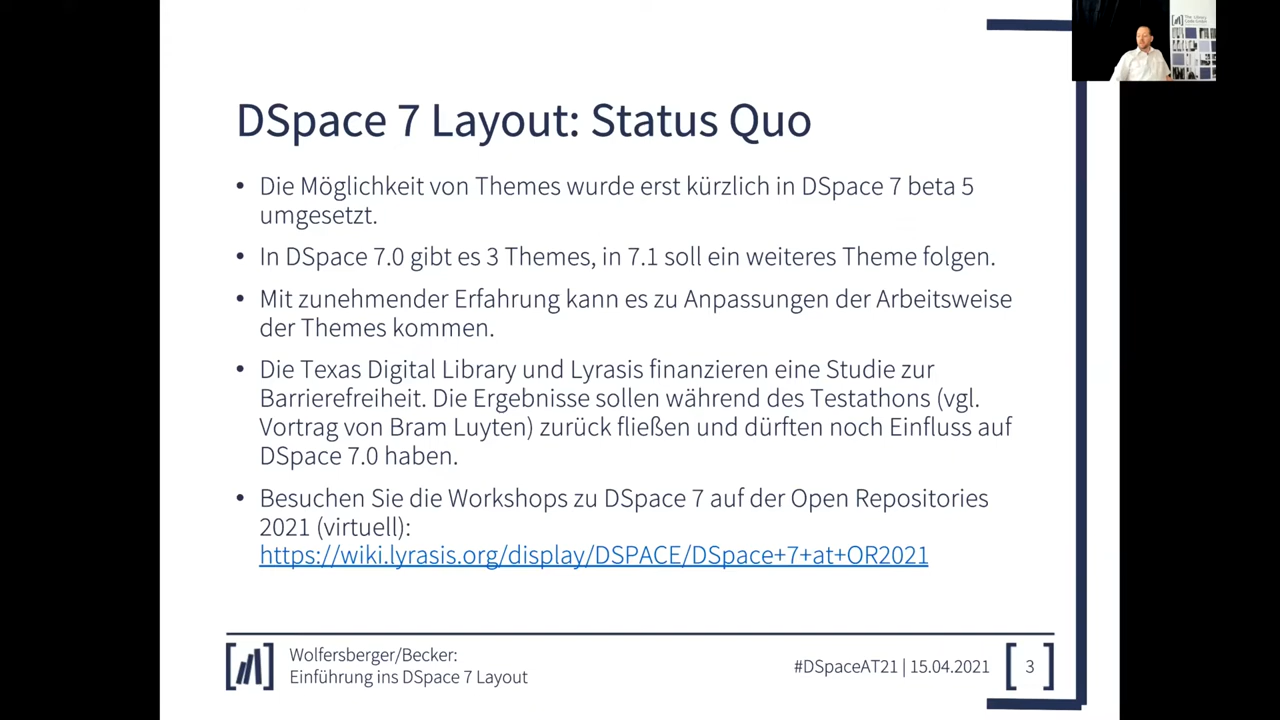 The Library
Code GmbH
DSpace 7 Layout: Status Quo
• Die Möglichkeit von Themes wurde erst kürzlich in DSpace 7 beta 5
umgesetzt.
• In DSpace 7.0 gibt es 3 Themes, in 7.1 soll ein weiteres Theme folgen.
• Mit zunehmender Erfahrung kann es zu Anpassungen der Arbeitsweise
der Themes kommen.
• Die Texas Digital Library und Lyrasis finanzieren eine Studie zur
Barrierefreiheit. Die Ergebnisse sollen während des Testathons (vgl.
Vortrag von Bram Luyten) zurück fließen und dürften noch Einfluss auf
DSpace 7.0 haben.
• Besuchen Sie die Workshops zu DSpace 7 auf der Open Repositories
2021 (virtuell):
https://wiki.lyrasis.org/display/DSPACE/DSpace+7+at+OR2021
Wolfersberger/Becker:
Einführung ins DSpace 7 Layout
#DSpaceAT21 | 15.04.2021
3